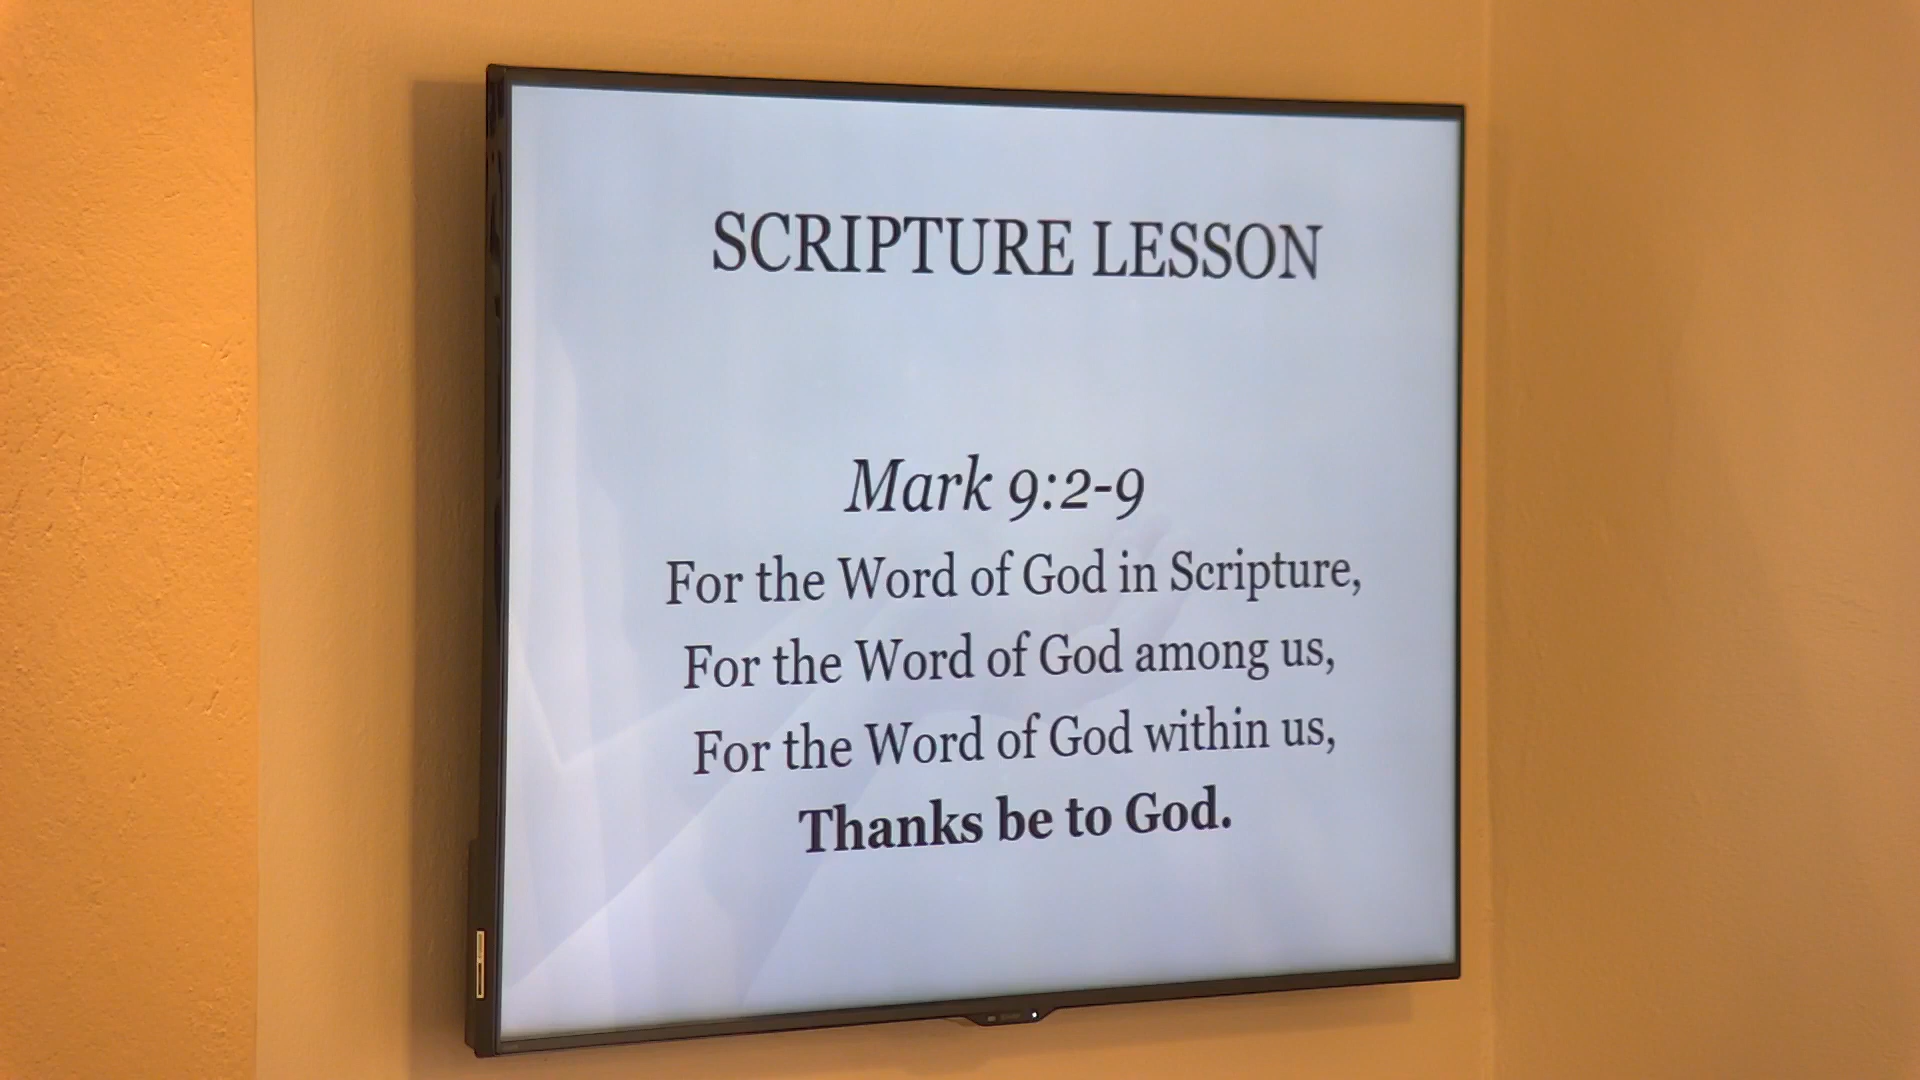 SCRIPTURE LESSON
Mark 9:2-9
For the Word of God in Scripture,
For the Word of God among us,
For the Word of God within us,
Thanks be to God.